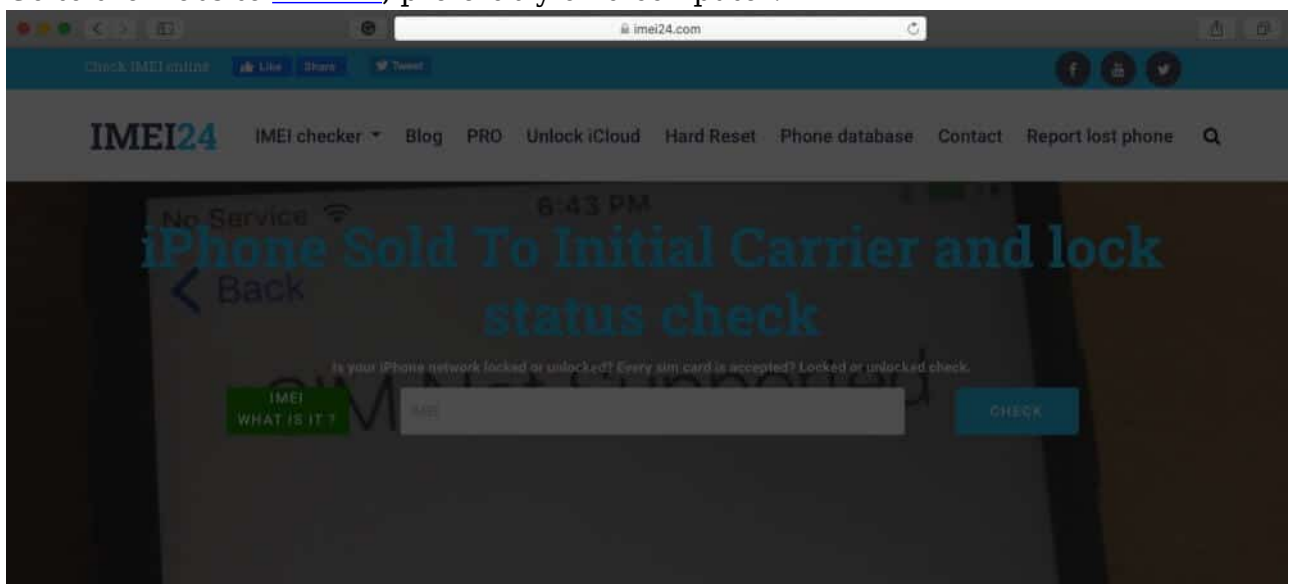 imei24.com
Check IMEI online Like Share Tweet
IMEI24 IMEI checker Blog PRO Unlock iCloud Hard Reset Phone database Contact Report lost phone
No Service 6:43 PM
iPhone Sold To Initial Carrier and lock
Back
status check
Is your iPhone network locked or unlocked? Every sim card is accepted? Locked or unlocked check.
SIM Not Supported
IMEI
WHAT IS IT ?
IMEI
CHECK